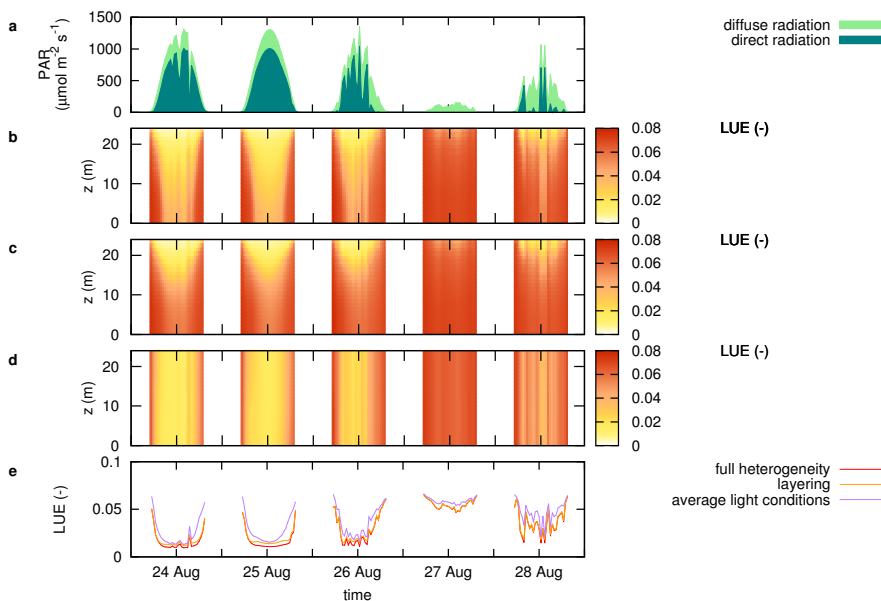 a
1500
1000
500
0
PAR
(μmol m⁻² s⁻¹)
diffuse radiation
direct radiation
b
20
10
0
z (m)
0.08
0.06
0.04
0.02
0
LUE (-)
c
20
10
0
z (m)
0.08
0.06
0.04
0.02
0
LUE (-)
d
20
10
0
z (m)
0.08
0.06
0.04
0.02
0
LUE (-)
e
0.1
0.05
0
LUE (-)
full heterogeneity
layering
average light conditions
24 Aug 25 Aug 26 Aug 27 Aug 28 Aug
time